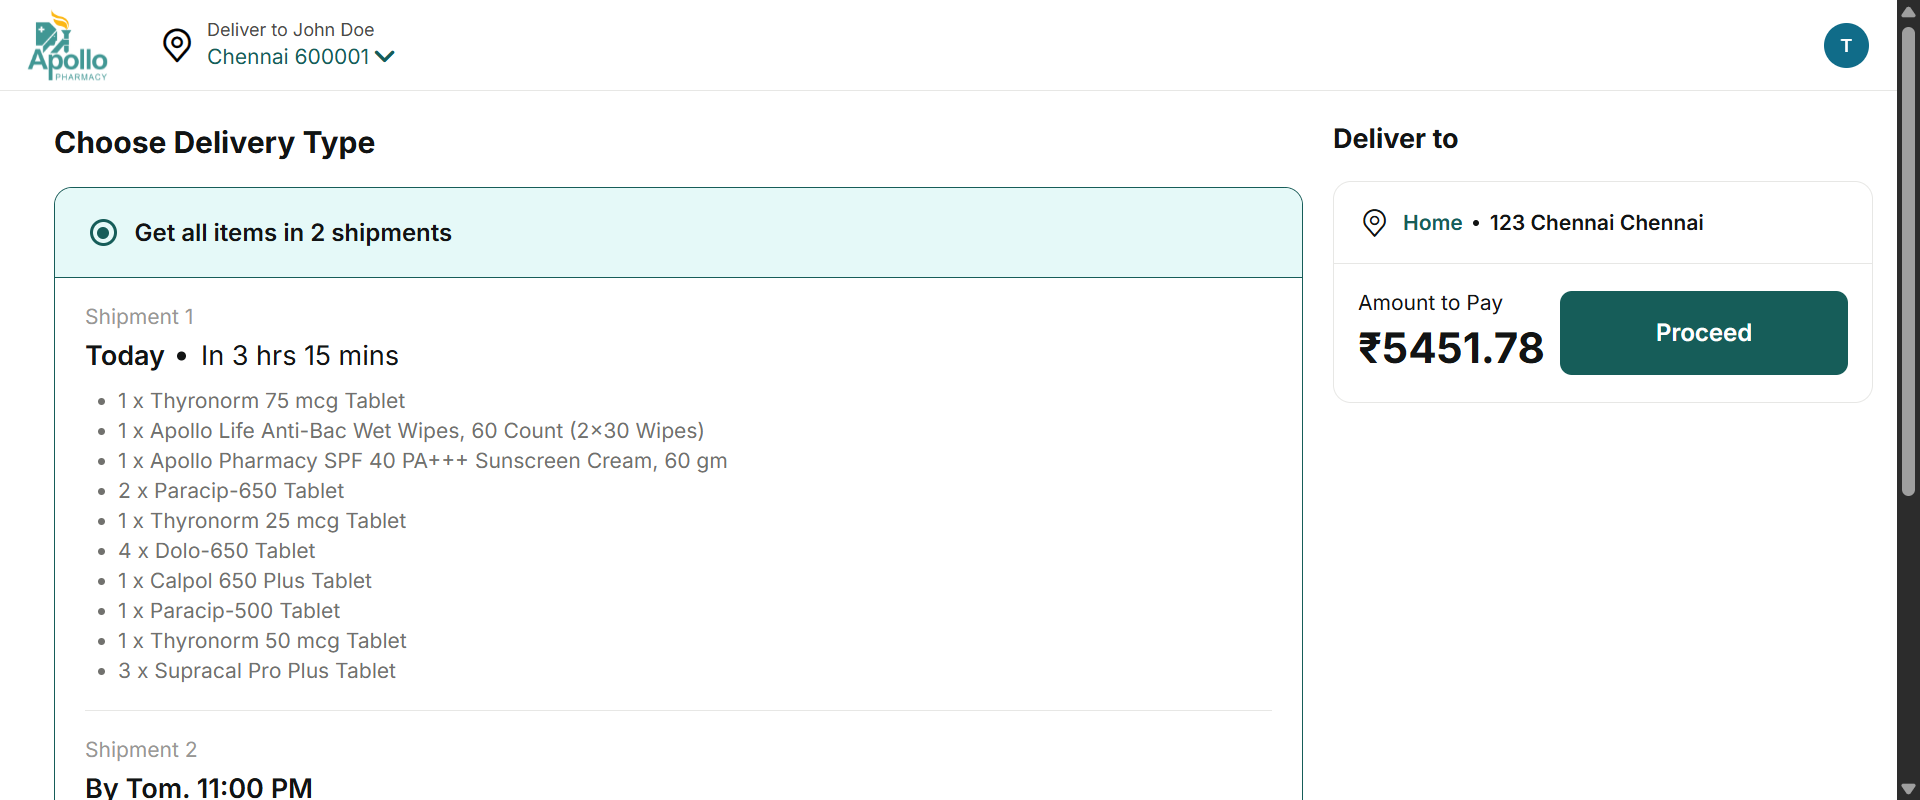 Apollo
PHARMACY
Deliver to John Doe
Chennai 600001
T
Choose Delivery Type
Get all items in 2 shipments
Shipment 1
Today • In 3 hrs 15 mins
• 1 x Thyronorm 75 mcg Tablet
• 1 x Apollo Life Anti-Bac Wet Wipes, 60 Count (2x30 Wipes)
• 1 x Apollo Pharmacy SPF 40 PA+++ Sunscreen Cream, 60 gm
• 2 x Paracip-650 Tablet
• 1 x Thyronorm 25 mcg Tablet
• 4 x Dolo-650 Tablet
• 1 x Calpol 650 Plus Tablet
• 1 x Paracip-500 Tablet
• 1 x Thyronorm 50 mcg Tablet
• 3 x Supracal Pro Plus Tablet
Shipment 2
By Tom. 11:00 PM
Deliver to
Home • 123 Chennai Chennai
Amount to Pay
₹5451.78
Proceed